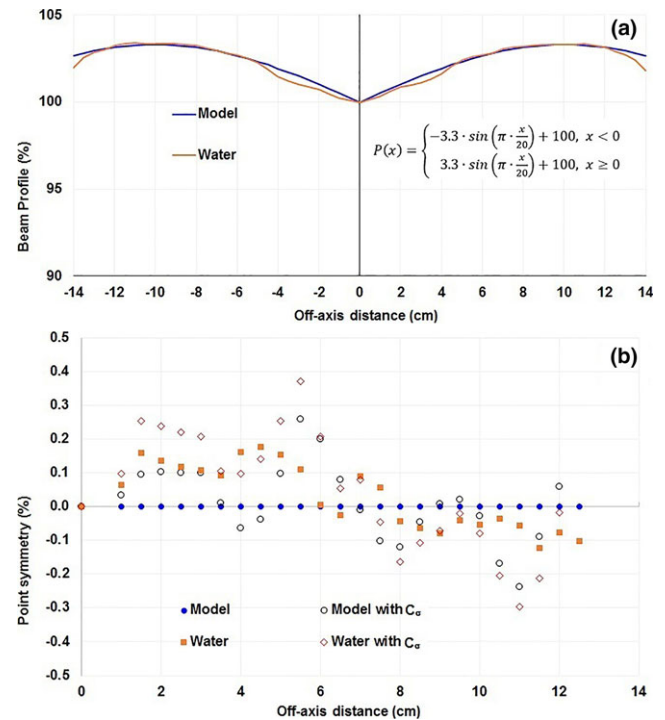 (a)
105
100
95
90
Beam Profile (%)
Model
Water
P(x) = { −3.3 · sin (π · x/20) + 100, x < 0
3.3 · sin (π · x/20) + 100, x ≥ 0
-14 -12 -10 -8 -6 -4 -2 0 2 4 6 8 10 12 14
Off-axis distance (cm)
(b)
0.5
0.4
0.3
0.2
0.1
0.0
-0.1
-0.2
-0.3
-0.4
-0.5
Point symmetry (%)
Model
Model with Cσ
Water
Water with Cσ
0 2 4 6 8 10 12 14
Off-axis distance (cm)